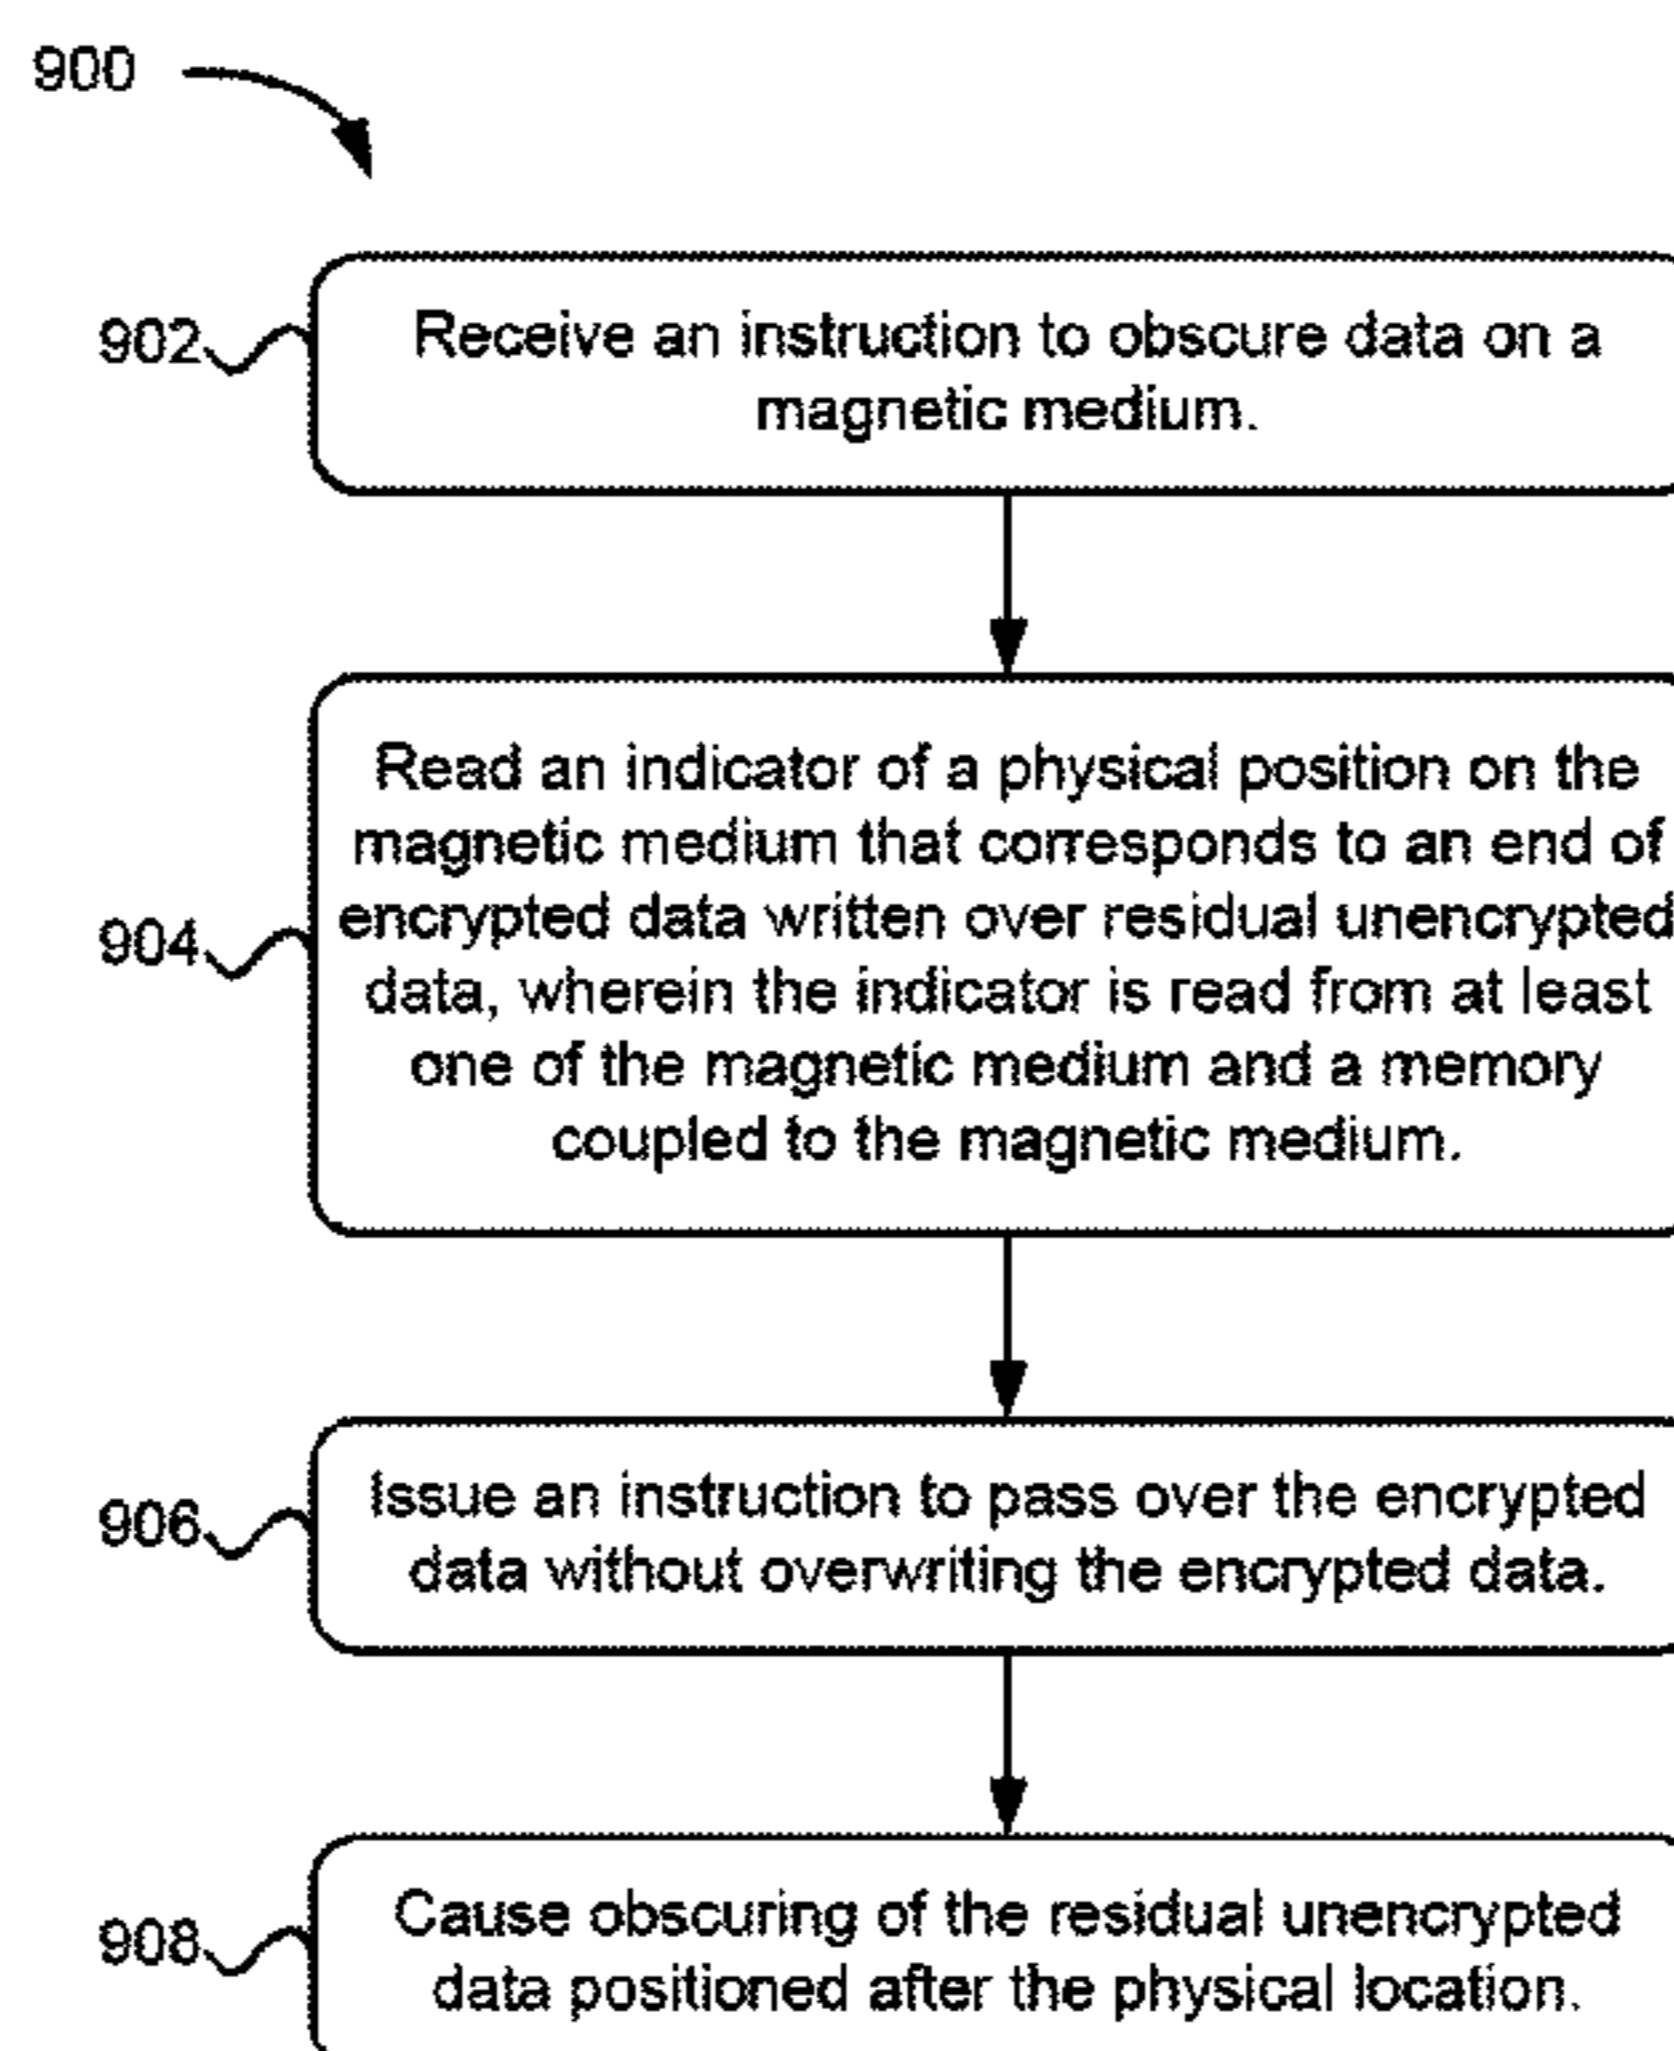 900
902
Receive an instruction to obscure data on a
magnetic medium.
904
Read an indicator of a physical position on the
magnetic medium that corresponds to an end of
encrypted data written over residual unencrypted
data, wherein the indicator is read from at least
one of the magnetic medium and a memory
coupled to the magnetic medium.
906
Issue an instruction to pass over the encrypted
data without overwriting the encrypted data.
908
Cause obscuring of the residual unencrypted
data positioned after the physical location.